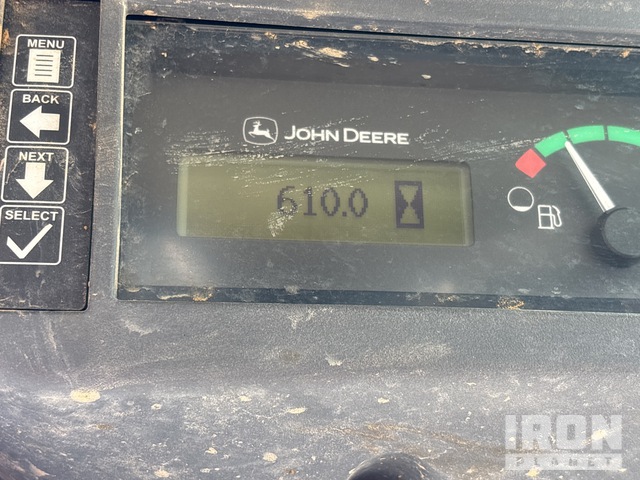 MENU
BACK
NEXT
SELECT
JOHN DEERE
610.0
IRON
PLANET